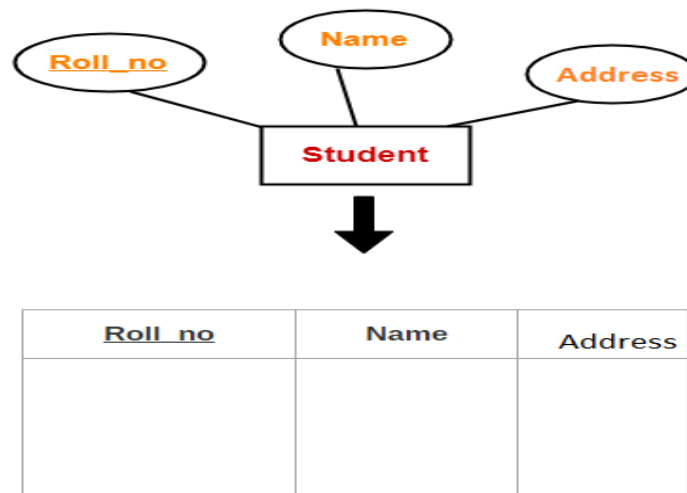 Name
Roll_no
Address
Student
Roll_no Name Address